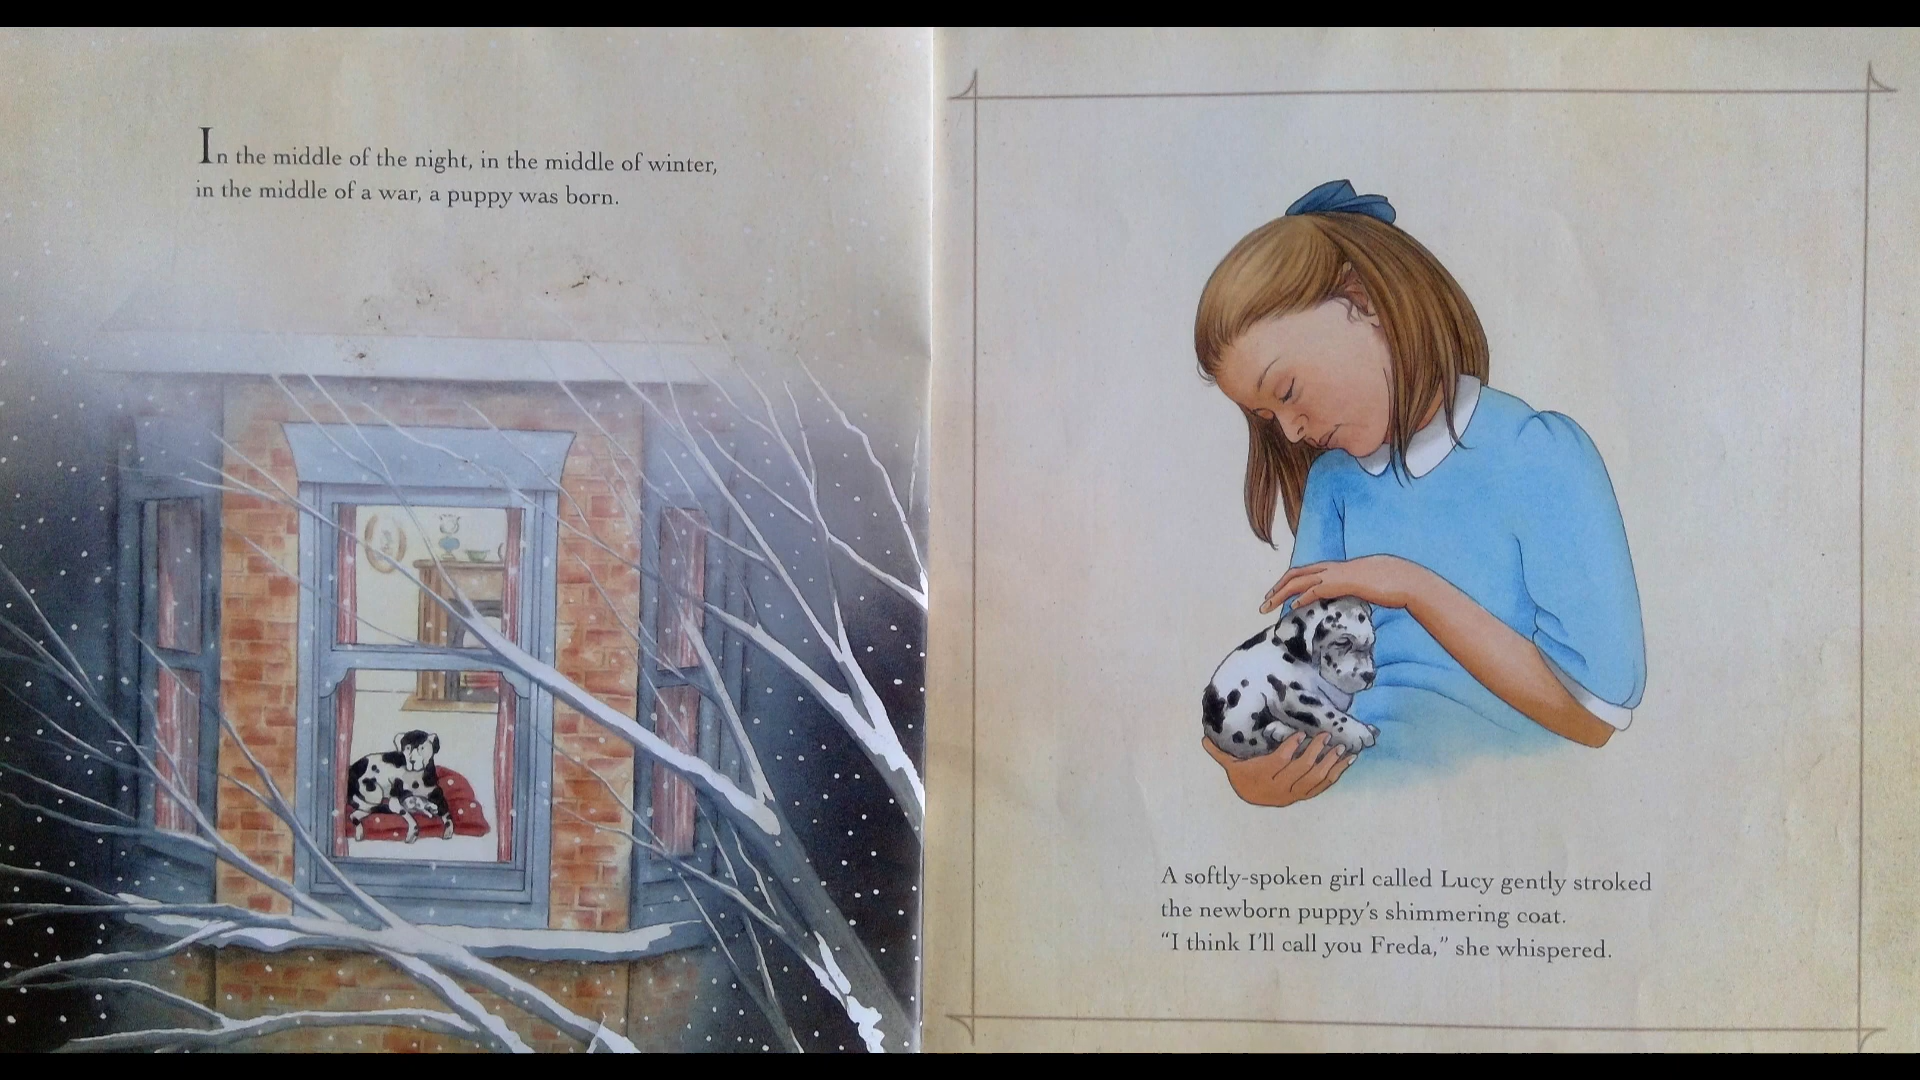 In the middle of the night, in the middle of winter,
in the middle of a war, a puppy was born.
A softly-spoken girl called Lucy gently stroked
the newborn puppy's shimmering coat.
“I think I'll call you Freda,” she whispered.